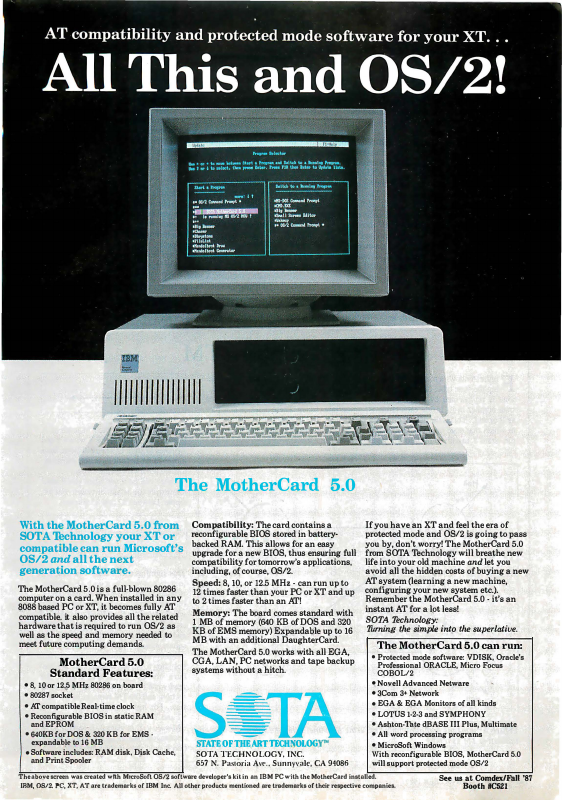 AT compatibility and protected mode software for your XT. . .
All This and OS/2!
Update
F1=Help
Program Selector
Start a Program
Switch to a Running Program
IBM
The MotherCard 5.0
With the MotherCard 5.0 from
SOTA Technology your XT or
compatible can run Microsoft's
OS/2 and all the next
generation software.
The MotherCard 5.0 is a full-blown 80286
computer on a card. When installed in any
8088 based PC or XT, it becomes fully AT
compatible. it also provides all the related
hardware that is required to run OS/2 as
well as the speed and memory needed to
meet future computing demands.
MotherCard 5.0
Standard Features:
• 8, 10 or 12.5 MHz 80286 on board
• 80287 socket
• AT compatible Real-time clock
• Reconfigurable BIOS in static RAM
and EPROM
• 640KB for DOS & 320 KB for EMS -
expandable to 16 MB
• Software includes: RAM disk, Disk Cache,
and Print Spooler
Compatibility: The card contains a
reconfigurable BIOS stored in battery-
backed RAM. This allows for an easy
upgrade for a new BIOS, thus ensuring full
compatibility for tomorrow's applications,
including, of course, OS/2.
Speed: 8, 10, or 12.5 MHz - can run up to
12 times faster than your PC or XT and up
to 2 times faster than an AT!
Memory: The board comes standard with
1 MB of memory (640 KB of DOS and 320
KB of EMS memory) Expandable up to 16
MB with an additional DaughterCard.
The MotherCard 5.0 works with all EGA,
CGA, LAN, PC networks and tape backup
systems without a hitch.
SOTA
STATE OF THE ART TECHNOLOGY™
SOTA TECHNOLOGY, INC.
657 N. Pastoria Ave., Sunnyvale, CA 94086
If you have an XT and feel the era of
protected mode and OS/2 is going to pass
you by, don't worry! The MotherCard 5.0
from SOTA Technology will breathe new
life into your old machine and let you
avoid all the hidden costs of buying a new
AT system (learning a new machine,
configuring your new system etc.).
Remember the MotherCard 5.0 - it's an
instant AT for a lot less!
SOTA Technology:
Turning the simple into the superlative.
The MotherCard 5.0 can run:
• Protected mode software: VDISK, Oracle's
Professional ORACLE, Micro Focus
COBOL/2
• Novell Advanced Netware
• 3Com 3+ Network
• EGA & EGA Monitors of all kinds
• LOTUS 1-2-3 and SYMPHONY
• Ashton-Tate dBASE III Plus, Multimate
• All word processing programs
• MicroSoft Windows
With reconfigurable BIOS, MotherCard 5.0
will support protected mode OS/2
The above screen was created with MicroSoft OS/2 software developer's kit in an IBM PC with the MotherCard installed.
IBM, OS/2, PC, XT, AT are trademarks of IBM Inc. All other products mentioned are trademarks of their respective companies.
See us at Comdex/Fall '87
Booth #C521